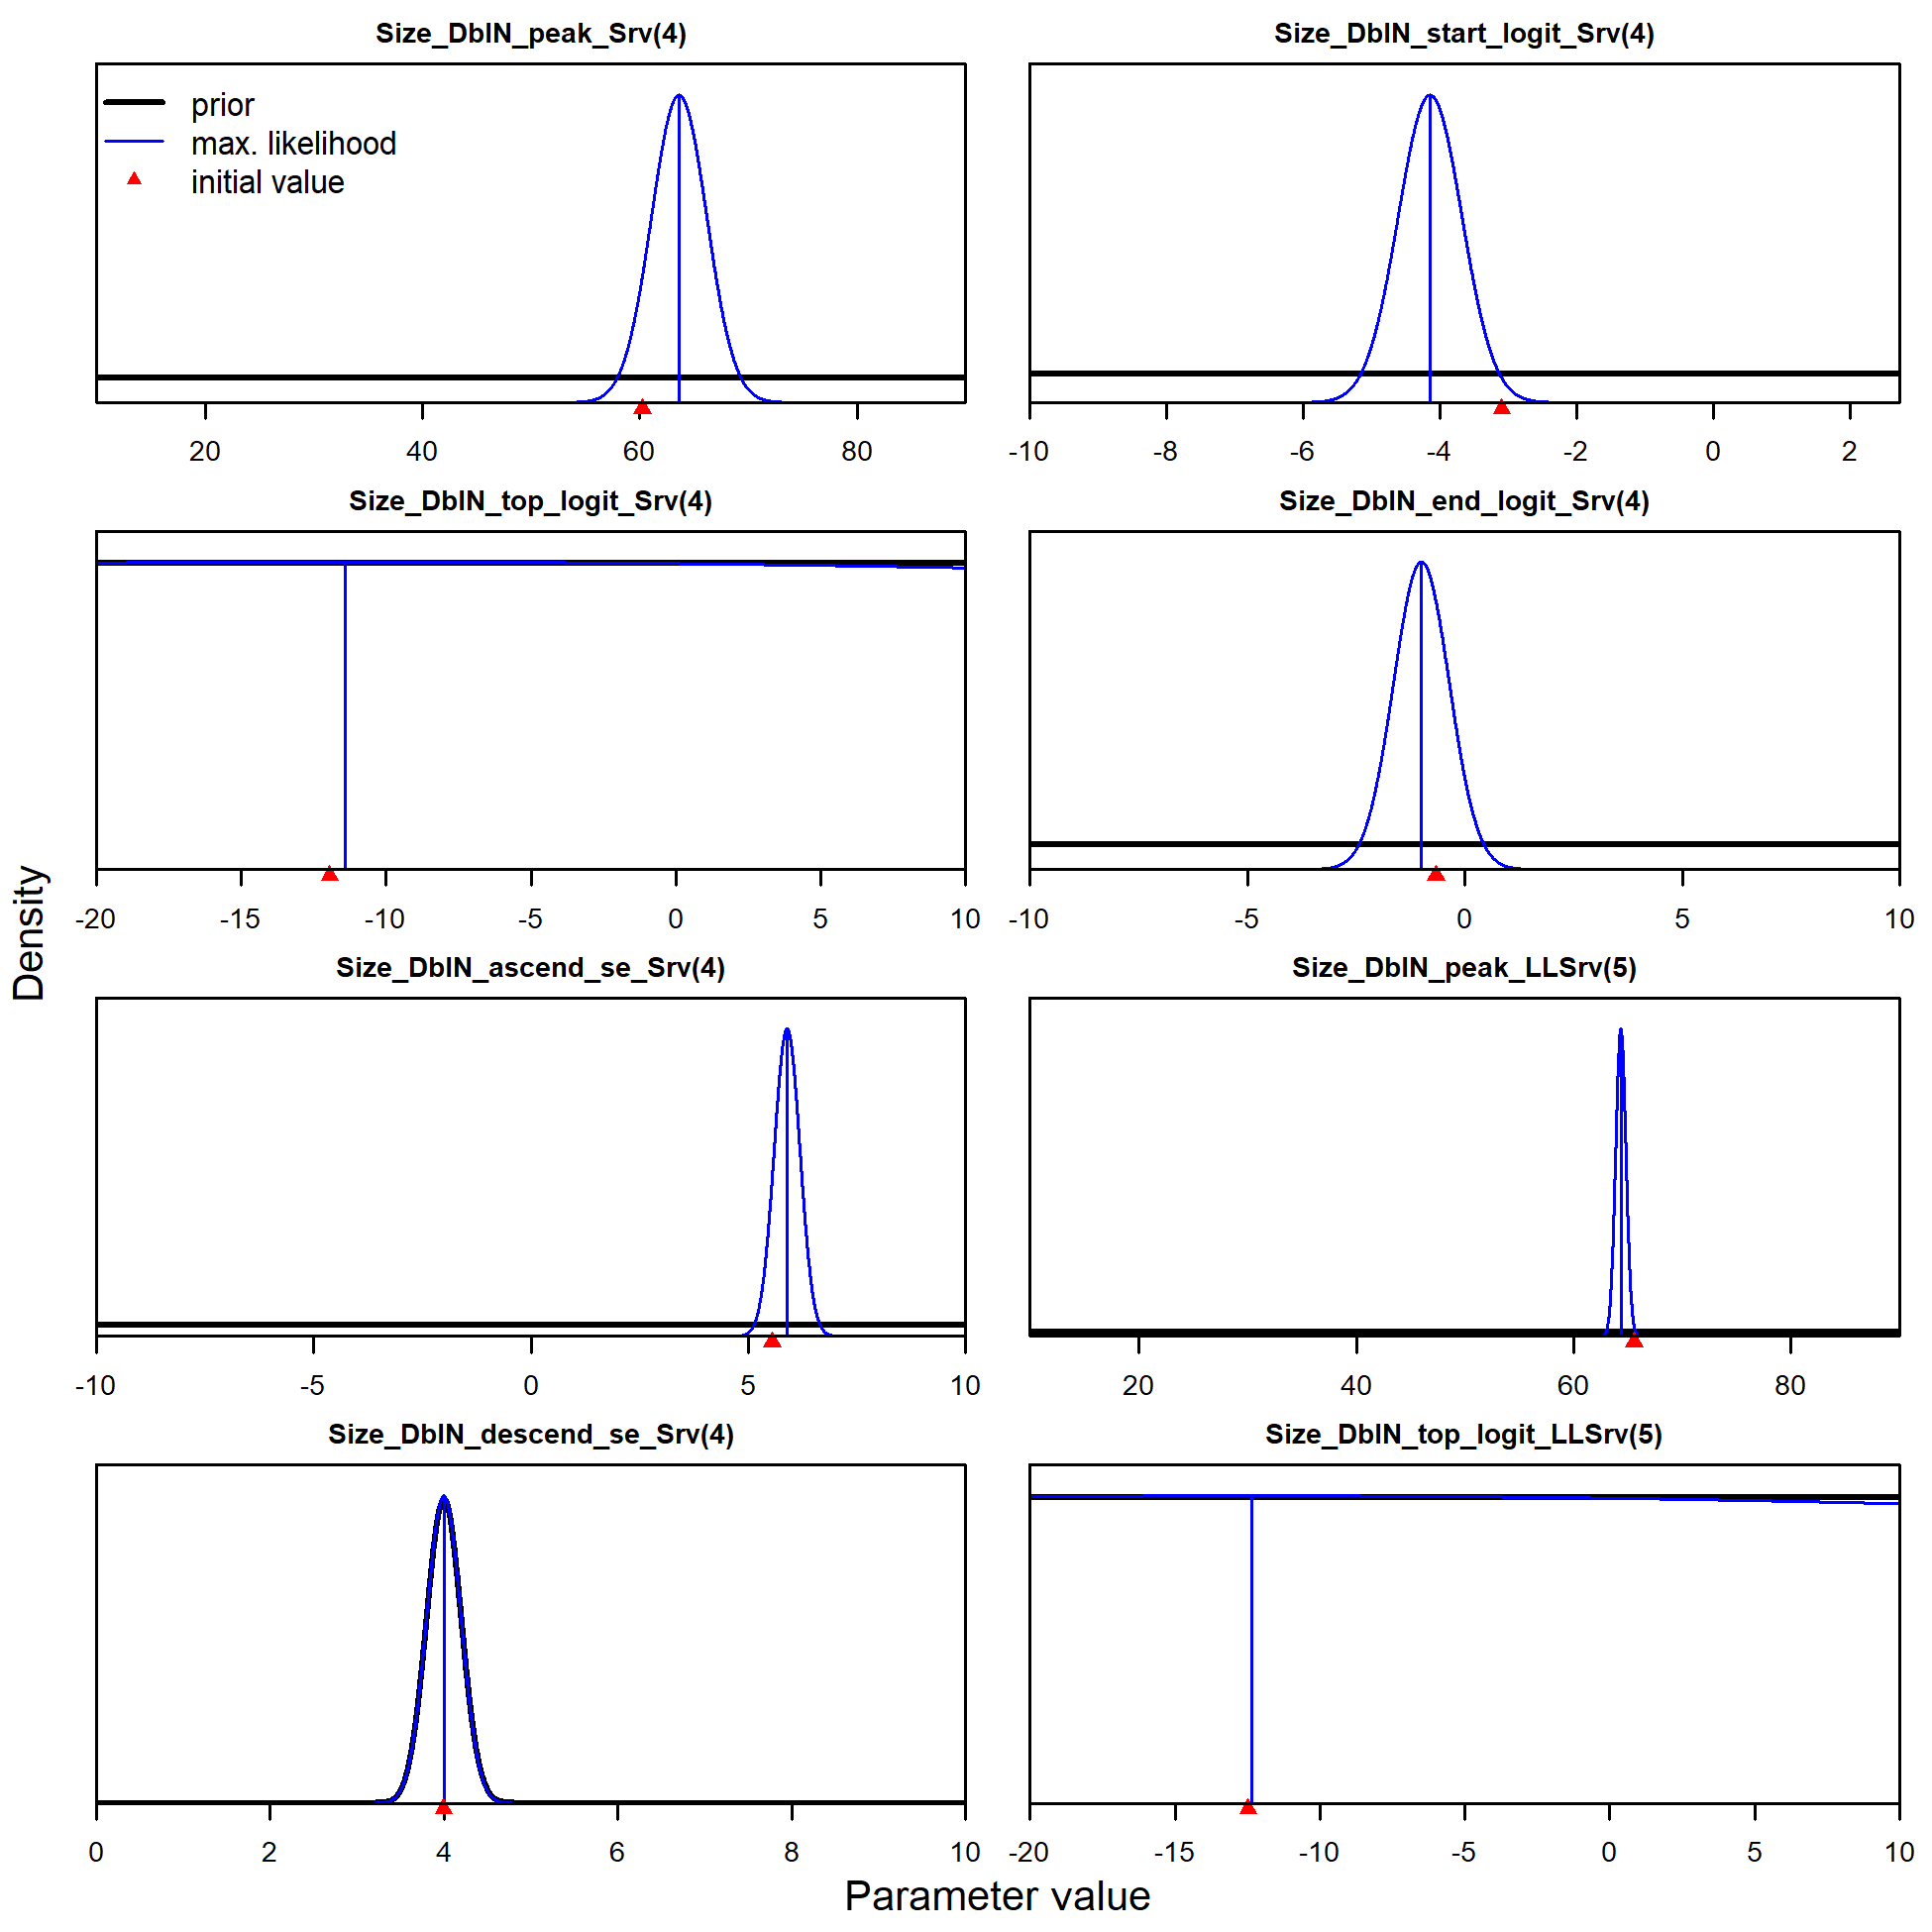 Size_DblN_peak_Srv(4)
prior
max. likelihood
initial value
20 40 60 80
Size_DblN_start_logit_Srv(4)
-10 -8 -6 -4 -2 0 2
Size_DblN_top_logit_Srv(4)
-20 -15 -10 -5 0 5 10
Size_DblN_end_logit_Srv(4)
-10 -5 0 5 10
Density
Size_DblN_ascend_se_Srv(4)
-10 -5 0 5 10
Size_DblN_peak_LLSrv(5)
20 40 60 80
Size_DblN_descend_se_Srv(4)
0 2 4 6 8 10
Size_DblN_top_logit_LLSrv(5)
-20 -15 -10 -5 0 5 10
Parameter value